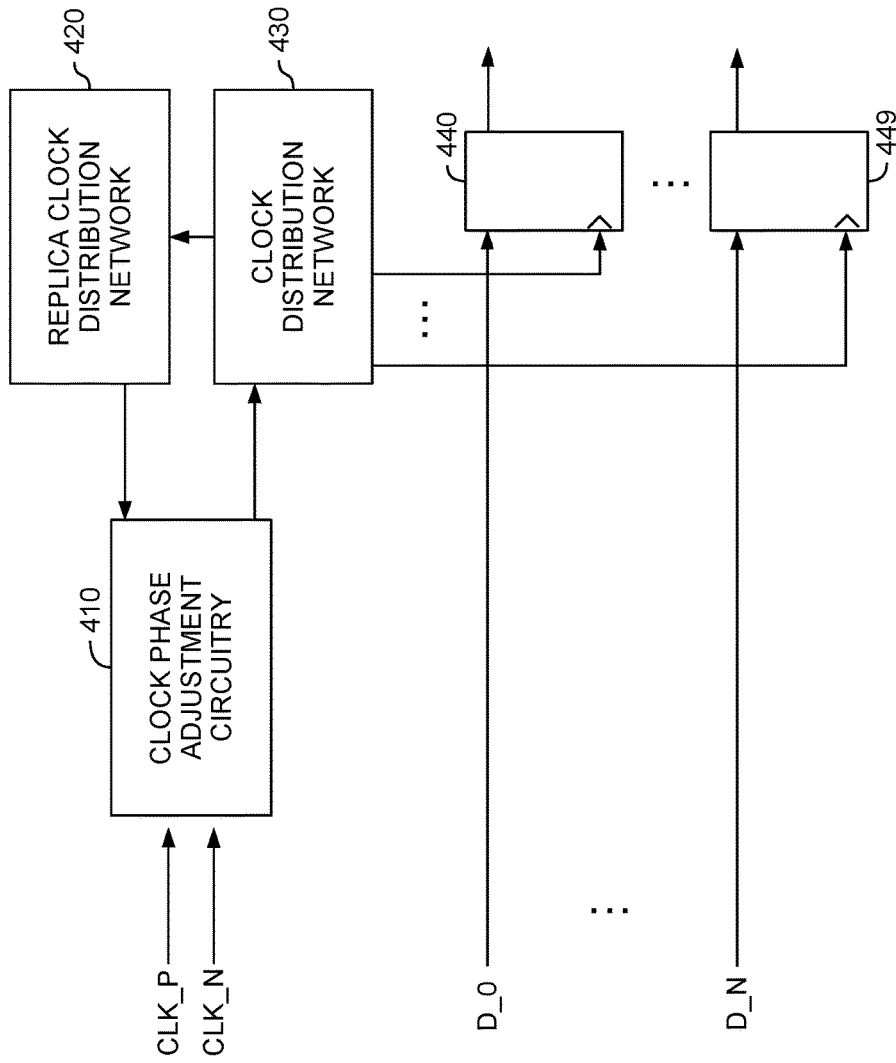 420
REPLICA CLOCK
DISTRIBUTION
NETWORK
430
CLOCK
DISTRIBUTION
NETWORK
410
CLOCK PHASE
ADJUSTMENT
CIRCUITRY
CLK_P
CLK_N
440
...
449
...
D_0
...
D_N